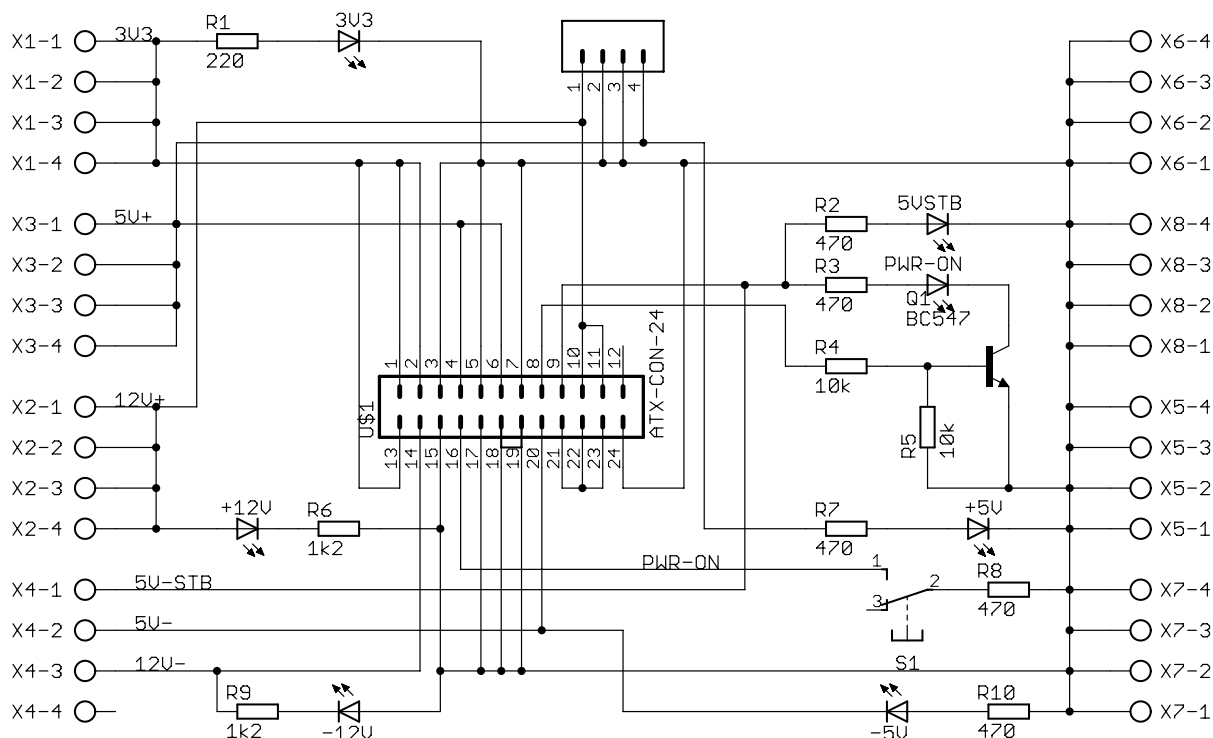 X1-1
3V3
R1
220
3V3
X1-2
X1-3
X1-4
1
2
3
4
X6-4
X6-3
X6-2
X6-1
X3-1
5V+
X3-2
X3-3
X3-4
R2
470
5VSTB
R3
470
PWR-ON
Q1
BC547
R4
10k
R5
10k
X8-4
X8-3
X8-2
X8-1
1
2
3
4
5
6
7
8
9
10
11
12
U$1
ATX-CON-24
13
14
15
16
17
18
19
20
21
22
23
24
X2-1
12V+
X2-2
X2-3
X2-4
+12V
R6
1k2
X5-4
X5-3
X5-2
X5-1
R7
470
+5V
X4-1
5V-STB
PWR-ON
1
2
3
S1
R8
470
X7-4
X4-2
5V-
X7-3
X4-3
12V-
X7-2
X4-4
R9
1k2
-12V
-5V
R10
470
X7-1